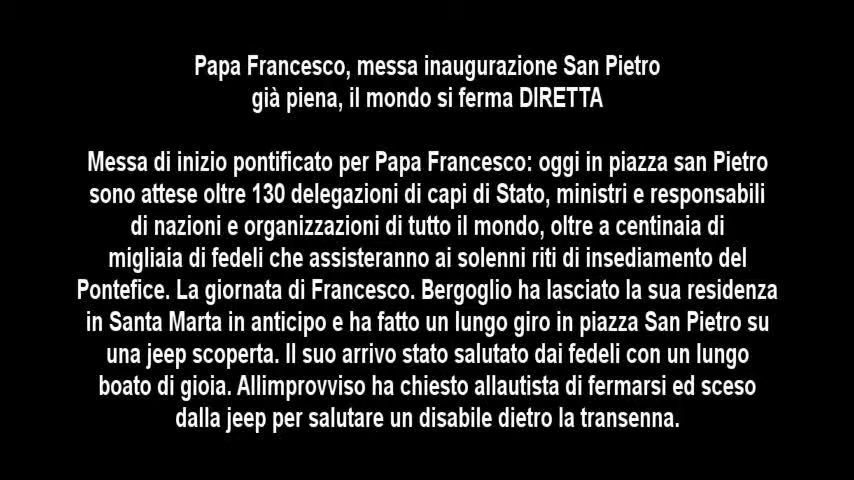 Papa Francesco, messa inaugurazione San Pietro
già piena, il mondo si ferma DIRETTA
Messa di inizio pontificato per Papa Francesco: oggi in piazza san Pietro
sono attese oltre 130 delegazioni di capi di Stato, ministri e responsabili
di nazioni e organizzazioni di tutto il mondo, oltre a centinaia di
migliaia di fedeli che assisteranno ai solenni riti di insediamento del
Pontefice. La giornata di Francesco. Bergoglio ha lasciato la sua residenza
in Santa Marta in anticipo e ha fatto un lungo giro in piazza San Pietro su
una jeep scoperta. Il suo arrivo stato salutato dai fedeli con un lungo
boato di gioia. Allimprovviso ha chiesto allautista di fermarsi ed sceso
dalla jeep per salutare un disabile dietro la transenna.